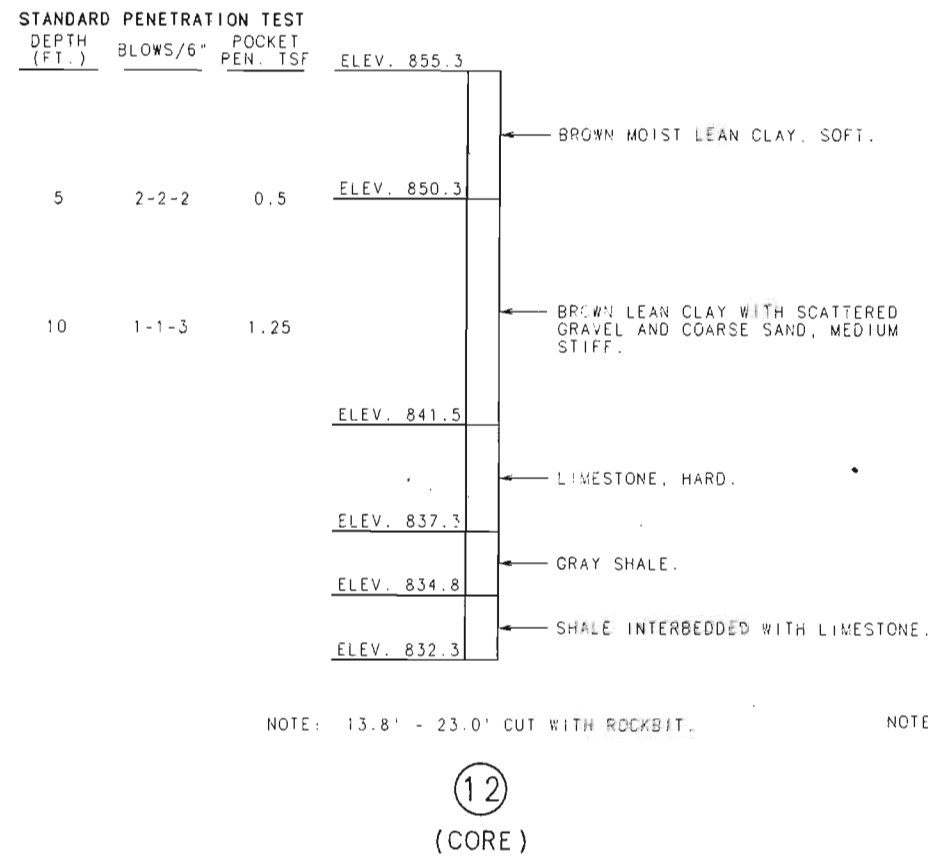 STANDARD PENETRATION TEST
DEPTH (FT.) BLOWS/6" POCKET PEN. TSF
ELEV. 855.3
BROWN MOIST LEAN CLAY, SOFT.
5 2-2-2 0.5
ELEV. 850.3
BROWN LEAN CLAY WITH SCATTERED
GRAVEL AND COARSE SAND, MEDIUM
STIFF.
10 1-1-3 1.25
ELEV. 841.5
LIMESTONE, HARD.
ELEV. 837.3
GRAY SHALE.
ELEV. 834.8
SHALE INTERBEDDED WITH LIMESTONE.
ELEV. 832.3
NOTE: 13.8' - 23.0' CUT WITH ROCKBIT.
NOTE
12
(CORE)